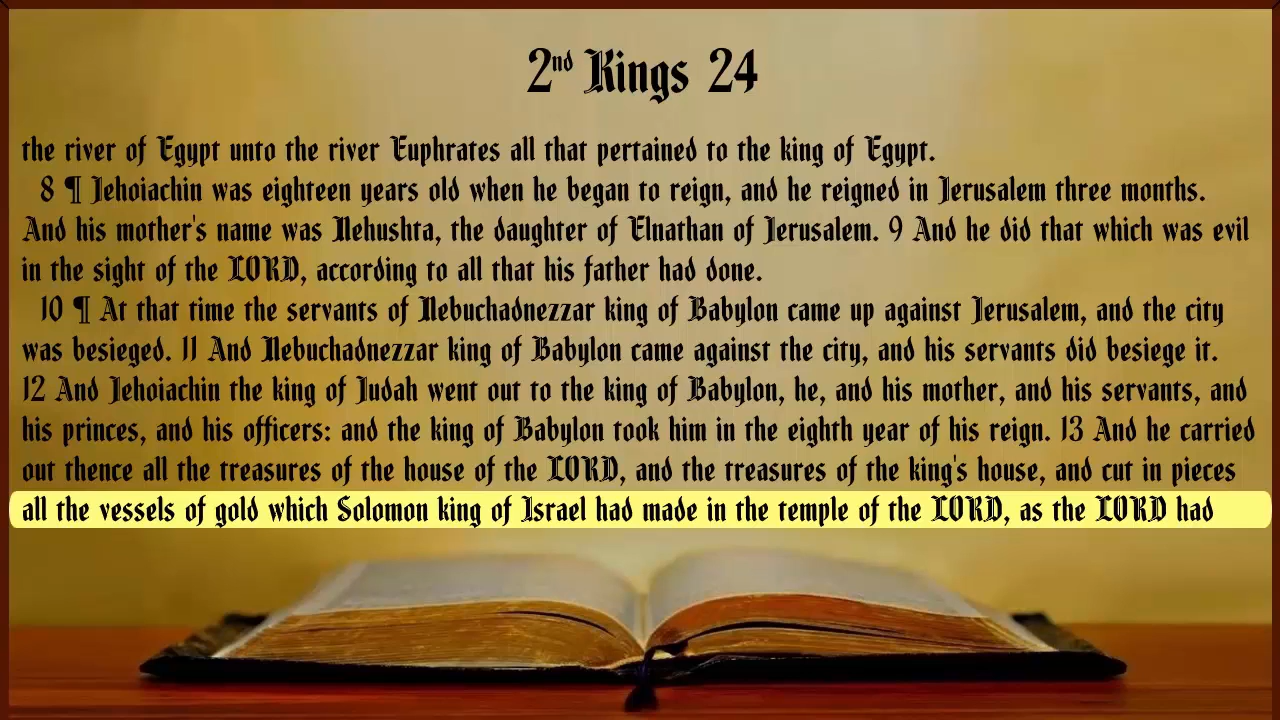 2nd Kings 24
the river of Egypt unto the river Euphrates all that pertained to the king of Egypt.
8 ¶ Jehoiachin was eighteen years old when he began to reign, and he reigned in Jerusalem three months.
And his mother's name was Nehushta, the daughter of Elnathan of Jerusalem. 9 And he did that which was evil
in the sight of the LORD, according to all that his father had done.
10 ¶ At that time the servants of Nebuchadnezzar king of Babylon came up against Jerusalem, and the city
was besieged. 11 And Nebuchadnezzar king of Babylon came against the city, and his servants did besiege it.
12 And Jehoiachin the king of Judah went out to the king of Babylon, he, and his mother, and his servants, and
his princes, and his officers: and the king of Babylon took him in the eighth year of his reign. 13 And he carried
out thence all the treasures of the house of the LORD, and the treasures of the king's house, and cut in pieces
all the vessels of gold which Solomon king of Israel had made in the temple of the LORD, as the LORD had